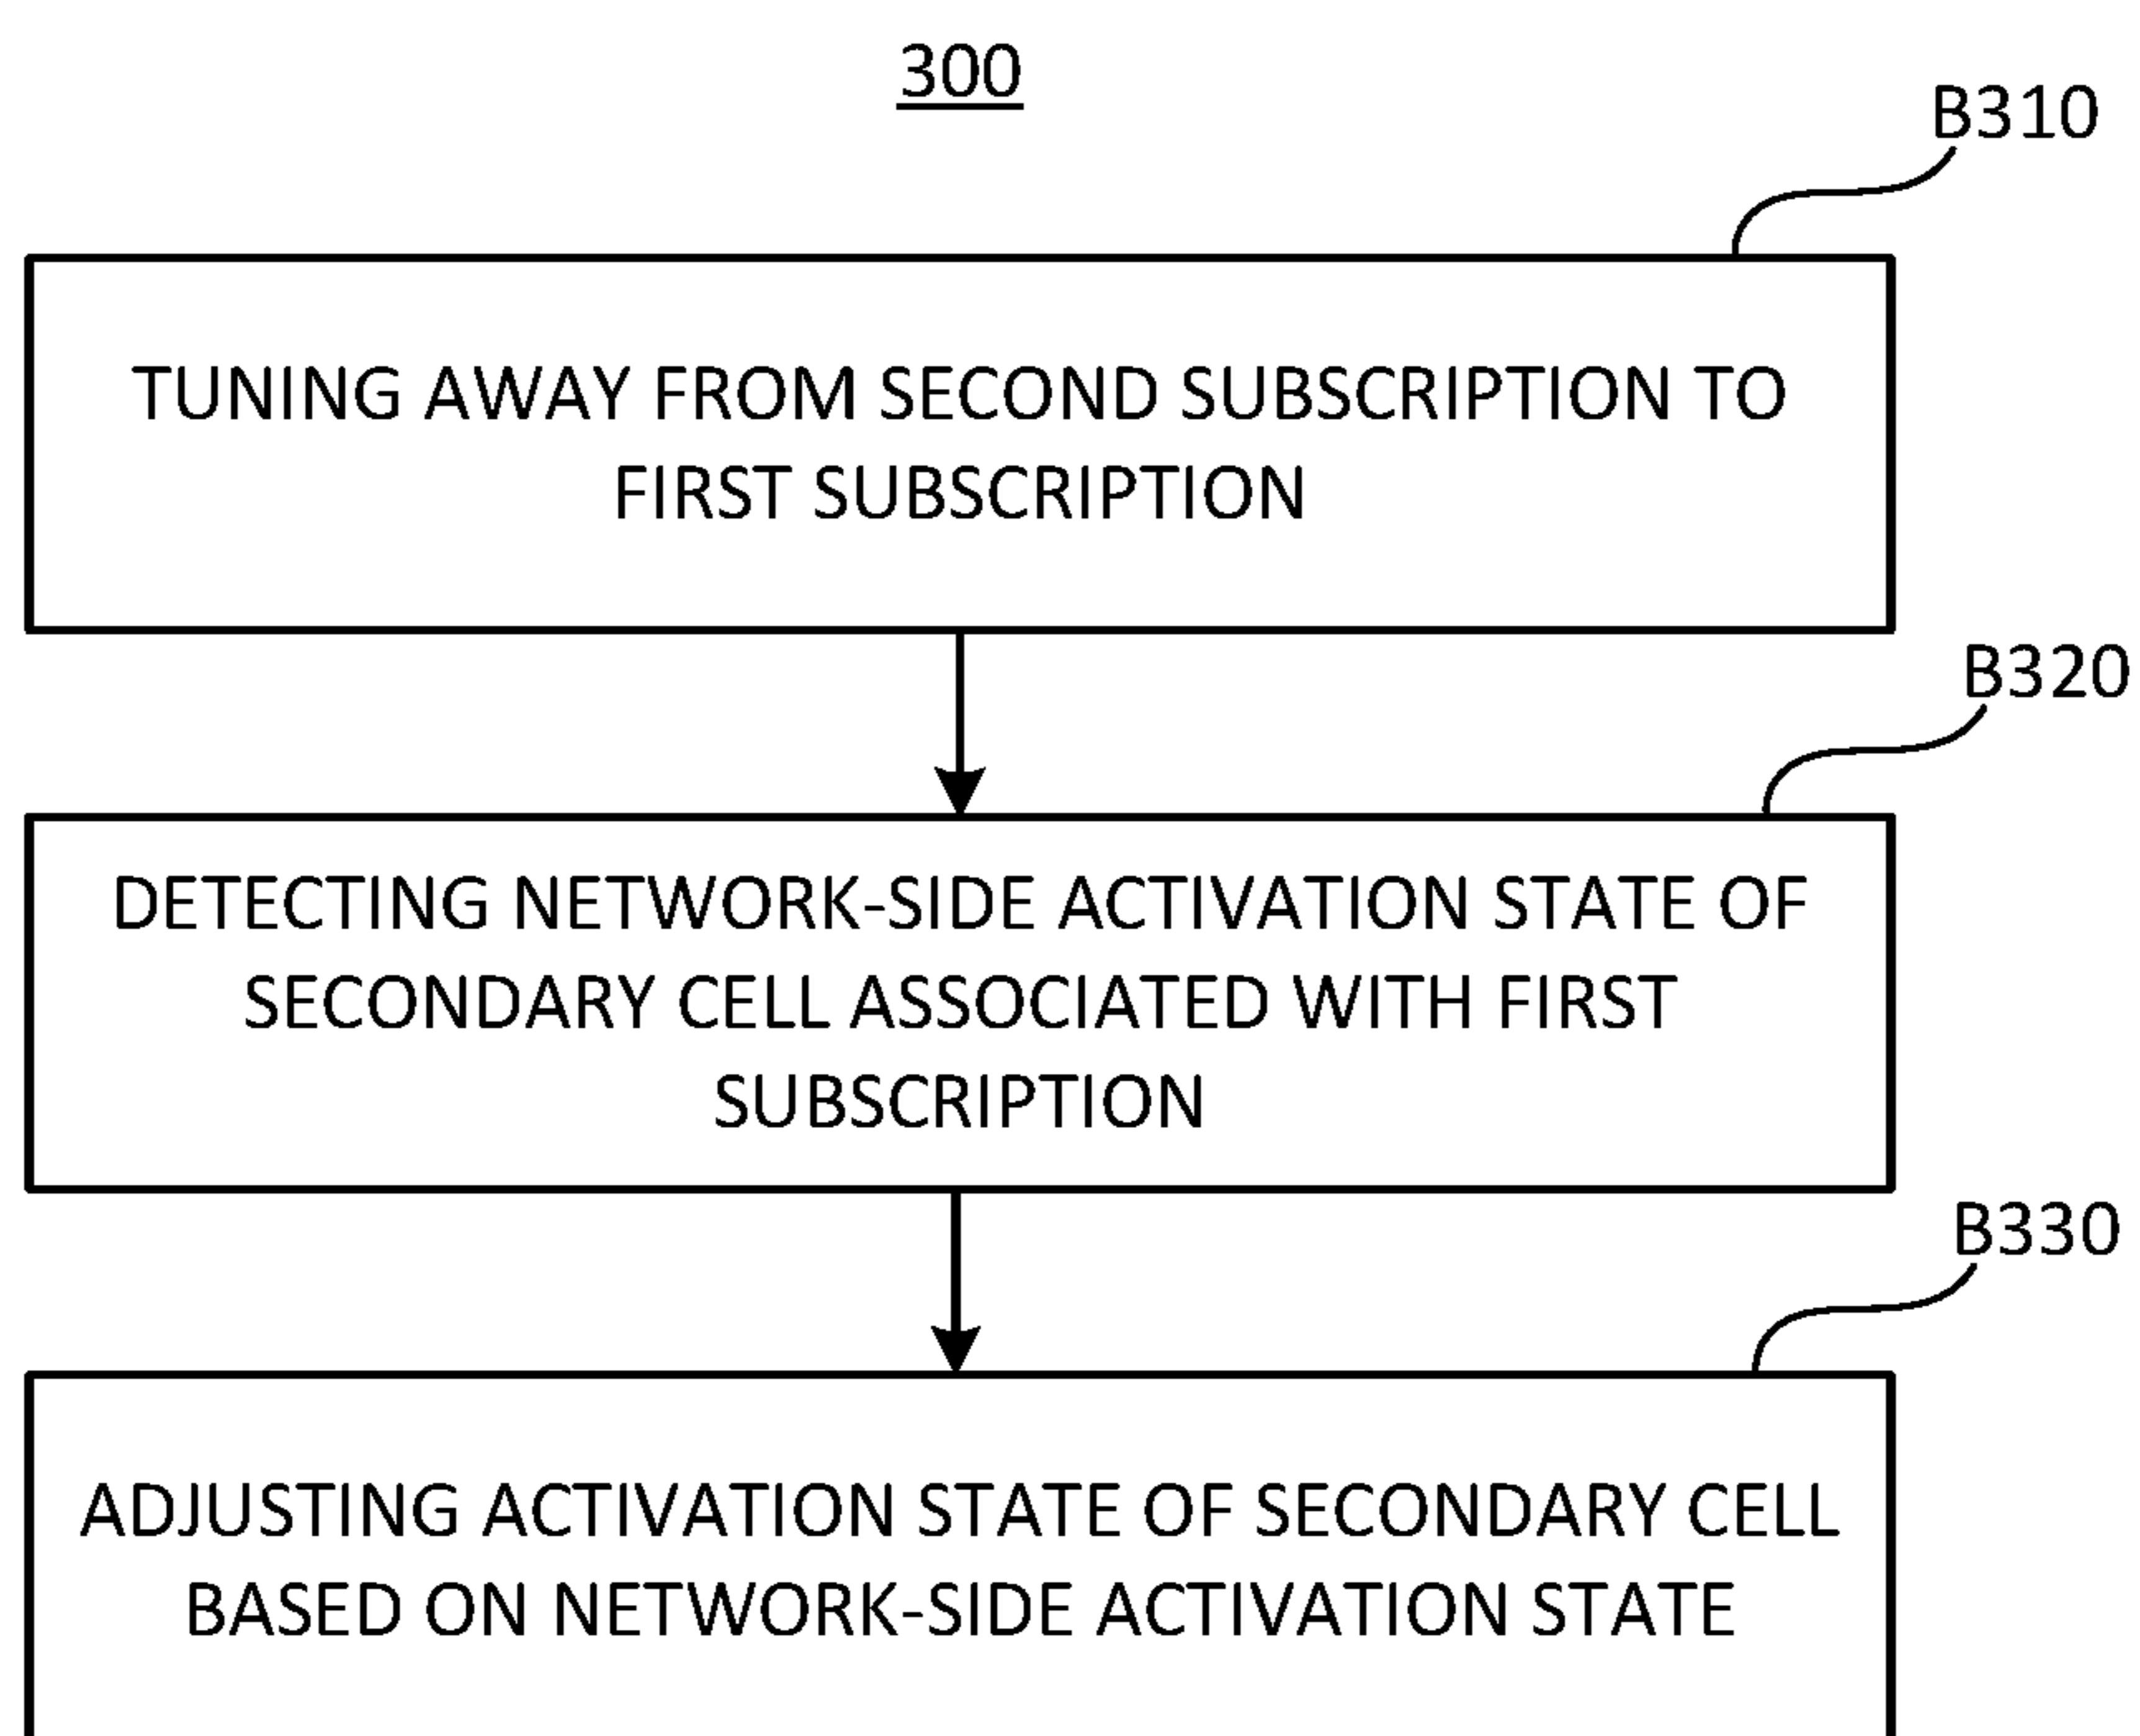 300
B310
TUNING AWAY FROM SECOND SUBSCRIPTION TO
FIRST SUBSCRIPTION
B320
DETECTING NETWORK-SIDE ACTIVATION STATE OF
SECONDARY CELL ASSOCIATED WITH FIRST
SUBSCRIPTION
B330
ADJUSTING ACTIVATION STATE OF SECONDARY CELL
BASED ON NETWORK-SIDE ACTIVATION STATE